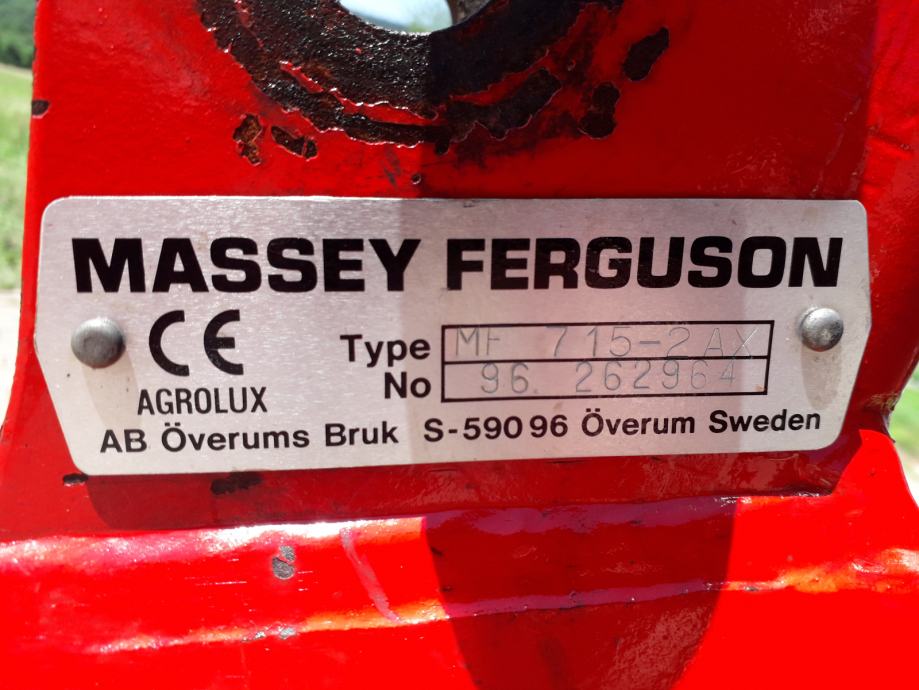 MASSEY FERGUSON
CE
AGROLUX
Type MF 715-2AX
No 96. 262964
AB Överums Bruk S-590 96 Överum Sweden